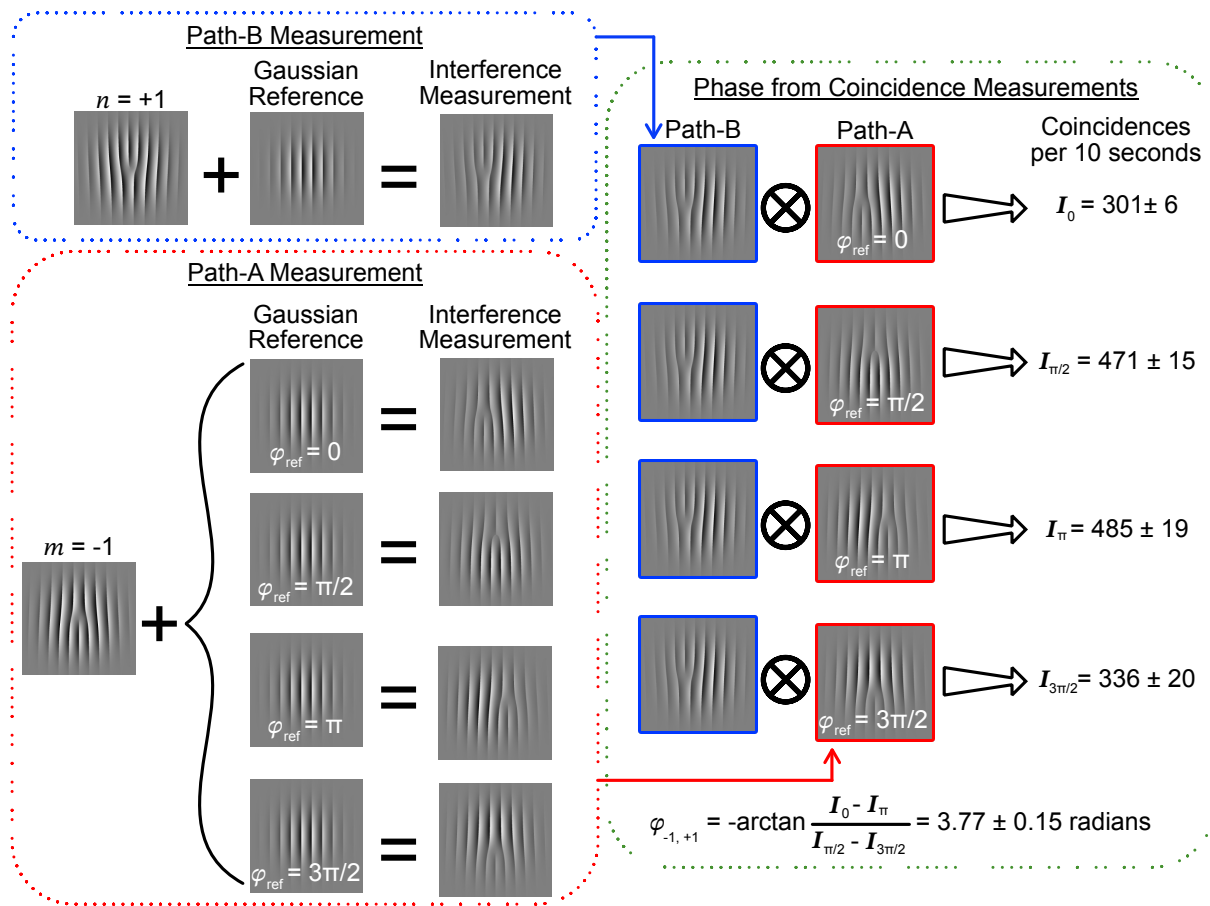 Path-B Measurement
n = +1
Gaussian
Reference
Interference
Measurement
+
=
Path-A Measurement
Gaussian
Reference
Interference
Measurement
m = -1
+
φref = 0
=
φref = π/2
=
φref = π
=
φref = 3π/2
=
Phase from Coincidence Measurements
Path-B
Path-A
Coincidences
per 10 seconds
⊗
φref = 0
I0 = 301± 6
⊗
φref = π/2
Iπ/2 = 471 ± 15
⊗
φref = π
Iπ = 485 ± 19
⊗
φref = 3π/2
I3π/2 = 336 ± 20
φ-1, +1 = -arctan (I0 - Iπ)/(Iπ/2 - I3π/2) = 3.77 ± 0.15 radians